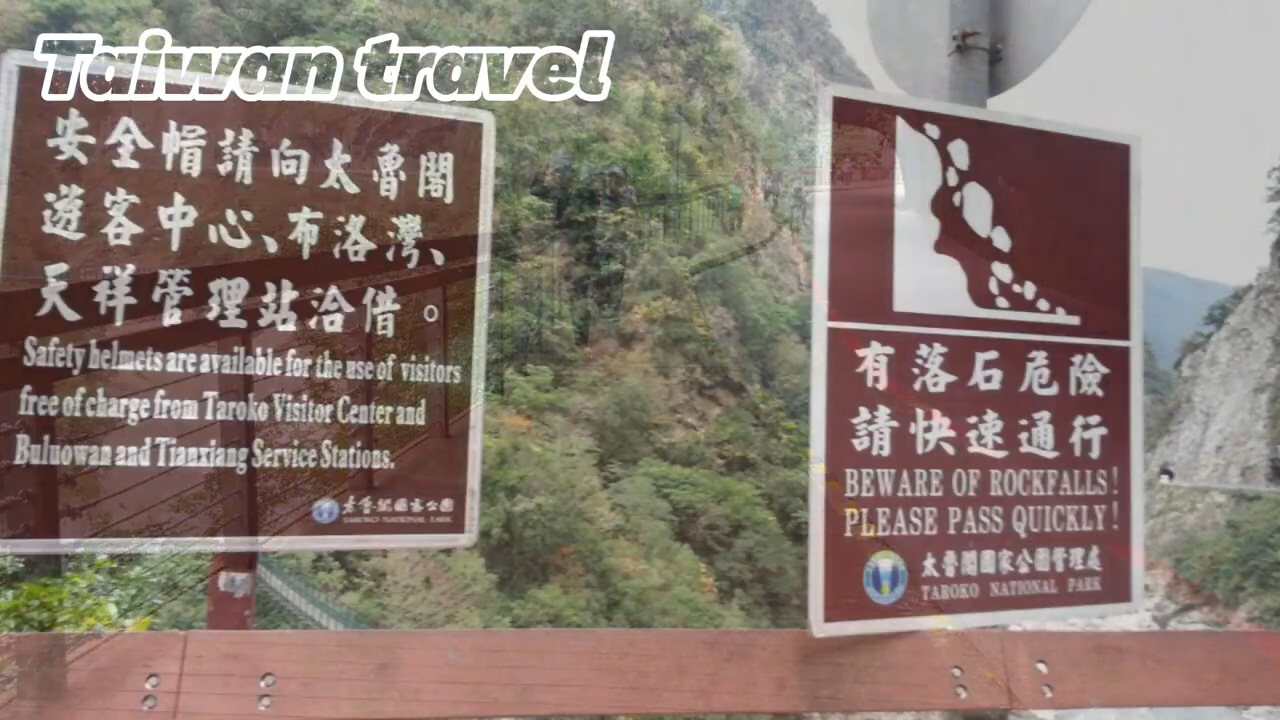 Taiwan travel
安全帽請向太魯閣
遊客中心、布洛灣、
天祥管理站洽借。
Safety helmets are available for the use of visitors
free of charge from Taroko Visitor Center and
Buluowan and Tianxiang Service Stations.
太魯閣國家公園
TAROKO NATIONAL PARK
有落石危險
請快速通行
BEWARE OF ROCKFALLS!
PLEASE PASS QUICKLY!
太魯閣國家公園管理處
TAROKO NATIONAL PARK